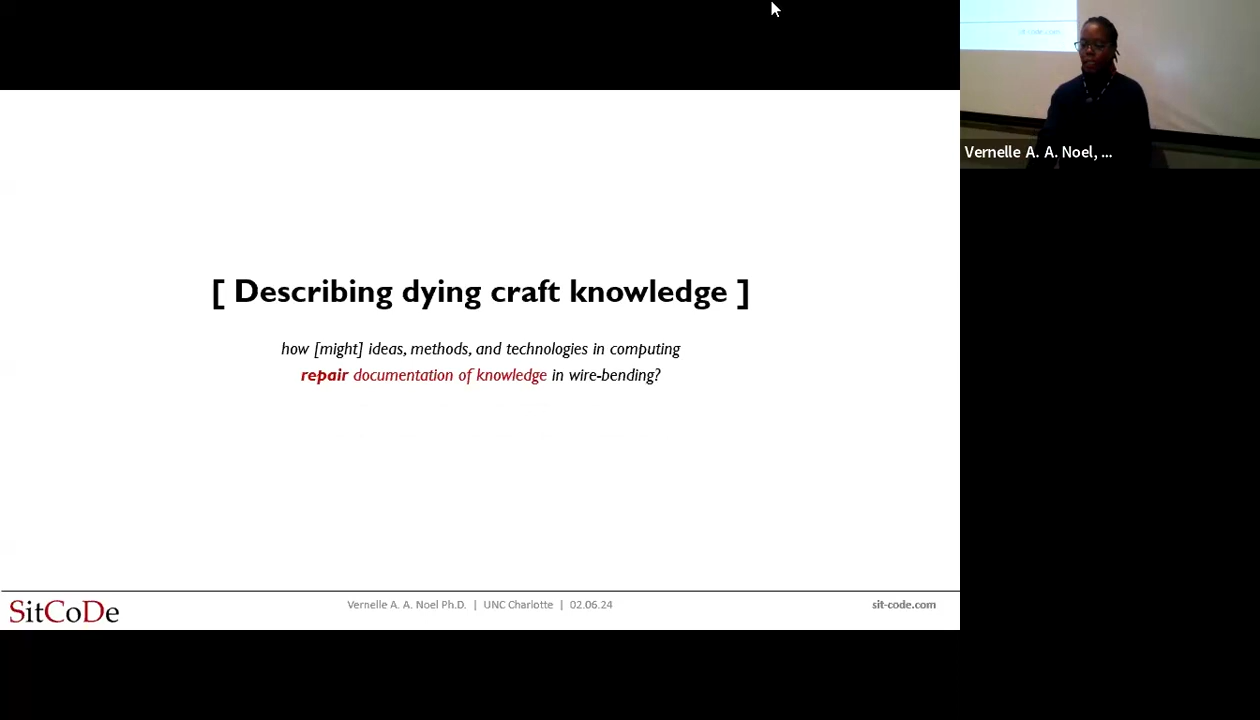 [ Describing dying craft knowledge ]
how [might] ideas, methods, and technologies in computing
repair documentation of knowledge in wire-bending?
SitCoDe
Vernelle A. A. Noel Ph.D. | UNC Charlotte | 02.06.24
sit-code.com
Vernelle A. A. Noel, ...